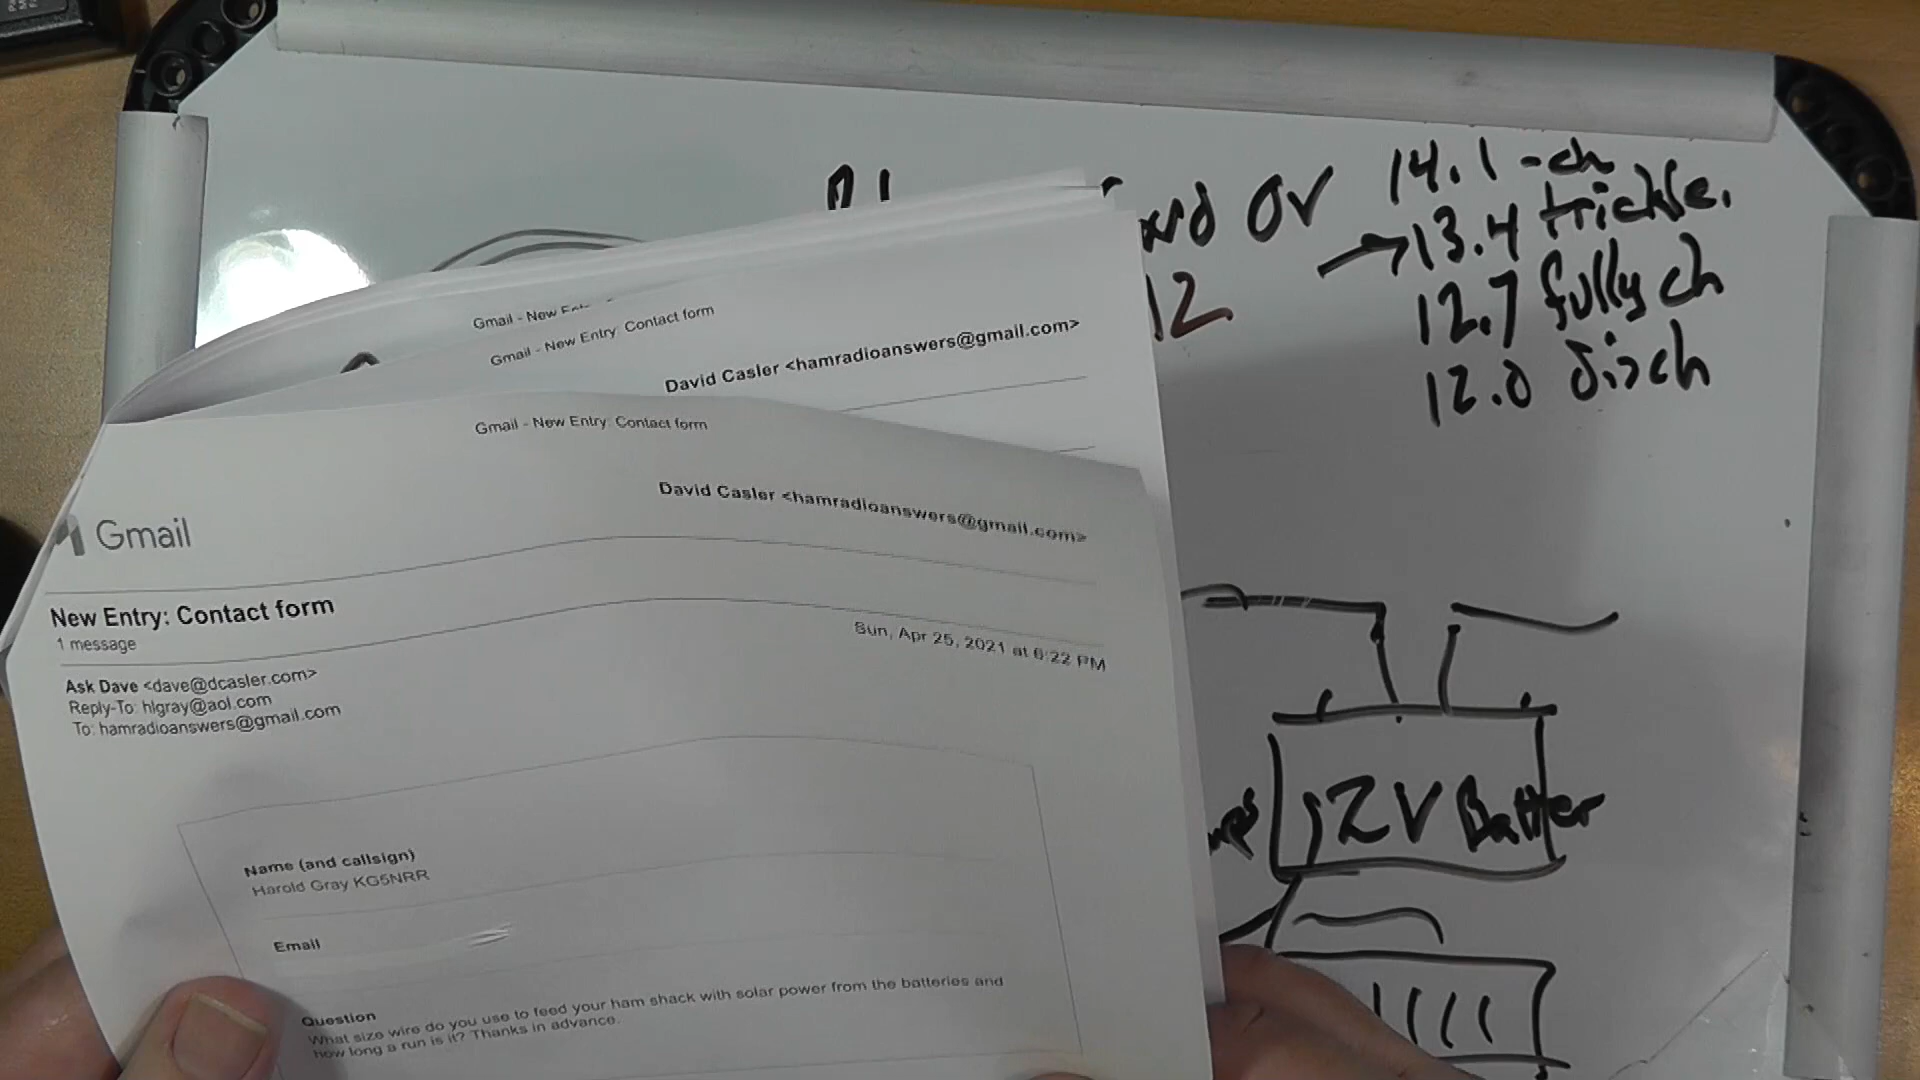 14.1 - ch
or
13.4 trickle.
12
12.7 fully ch
12.0 disch
Gmail - New
Gmail - New Entry: Contact form
David Casler <hamradioanswers@gmail.com>
Gmail - New Entry: Contact form
David Casler <hamradioanswers@gmail.com>
Gmail
New Entry: Contact form
1 message
Sun, Apr 25, 2021 at 6:22 PM
Ask Dave <dave@dcasler.com>
Reply-To: hlgray@aol.com
To: hamradioanswers@gmail.com
Name (and callsign)
Harold Gray KG5NRR
Email
Question
What size wire do you use to feed your ham shack with solar power from the batteries and
how long a run is it? Thanks in advance.
12V Batter